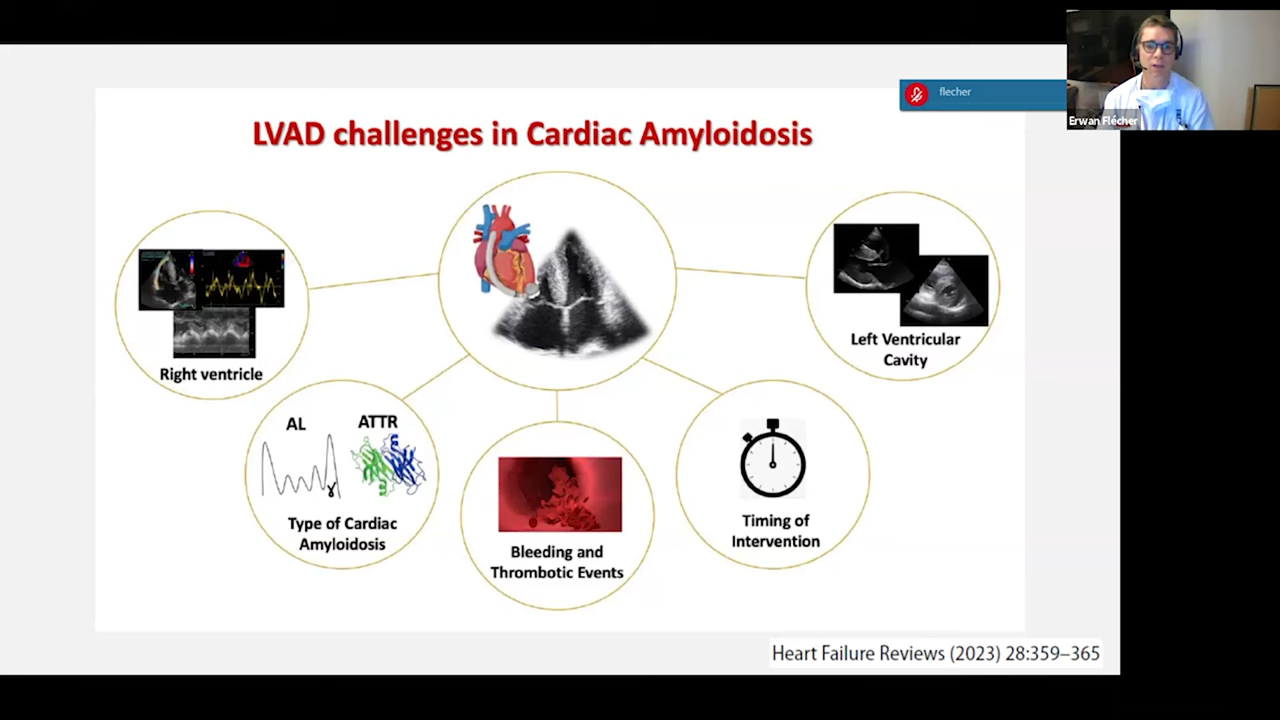 flecher
Erwan Flécher
LVAD challenges in Cardiac Amyloidosis
Right ventricle
Left Ventricular
Cavity
AL
ATTR
γ
Type of Cardiac
Amyloidosis
Bleeding and
Thrombotic Events
Timing of
Intervention
Heart Failure Reviews (2023) 28:359–365